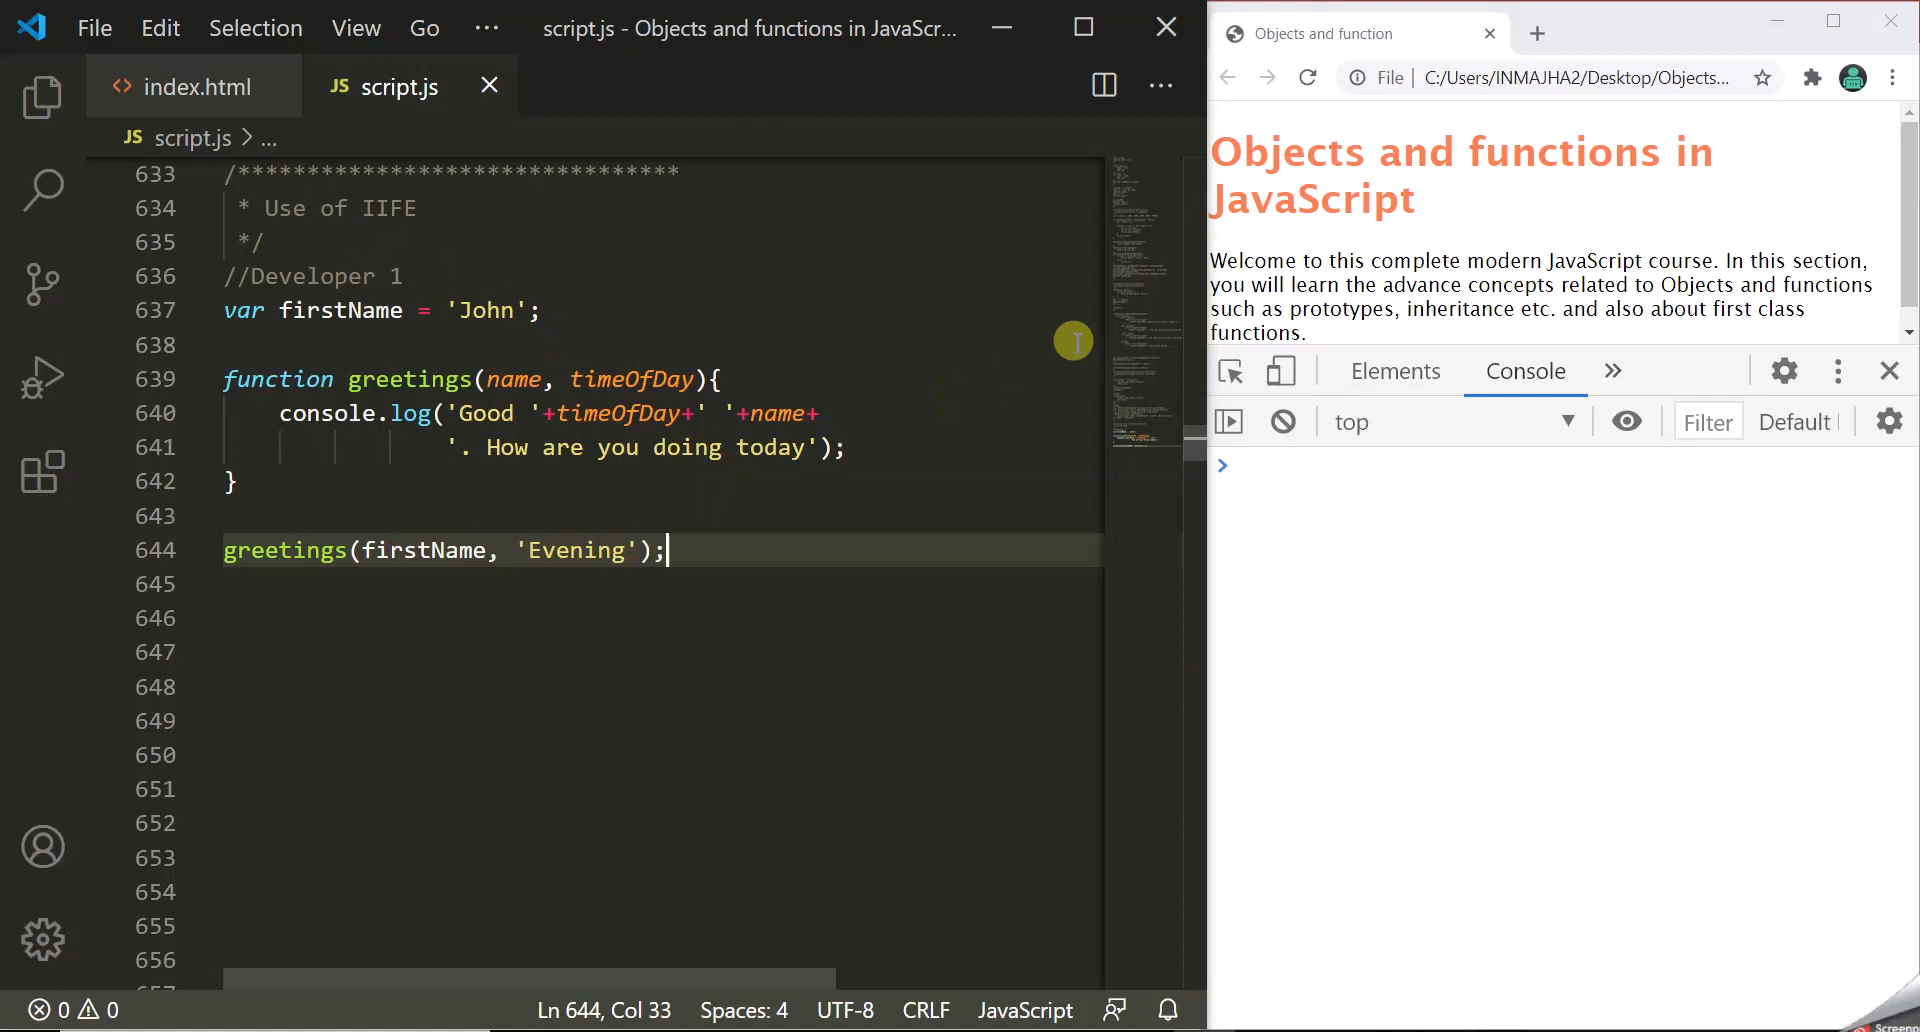 File Edit Selection View Go ··· script.js - Objects and functions in JavaScr...
index.html
JS script.js
JS script.js > ...
633 /********************************
634 * Use of IIFE
635 */
636 //Developer 1
637 var firstName = 'John';
638
639 function greetings(name, timeOfDay){
640 console.log('Good '+timeOfDay+' '+name+
641 '. How are you doing today');
642 }
643
644 greetings(firstName, 'Evening');
645
646
647
648
649
650
651
652
653
654
655
656
0 0 Ln 644, Col 33 Spaces: 4 UTF-8 CRLF JavaScript
Objects and function
File | C:/Users/INMAJHA2/Desktop/Objects...
Objects and functions in
JavaScript
Welcome to this complete modern JavaScript course. In this section,
you will learn the advance concepts related to Objects and functions
such as prototypes, inheritance etc. and also about first class
functions.
Elements Console »
top Filter Default
>